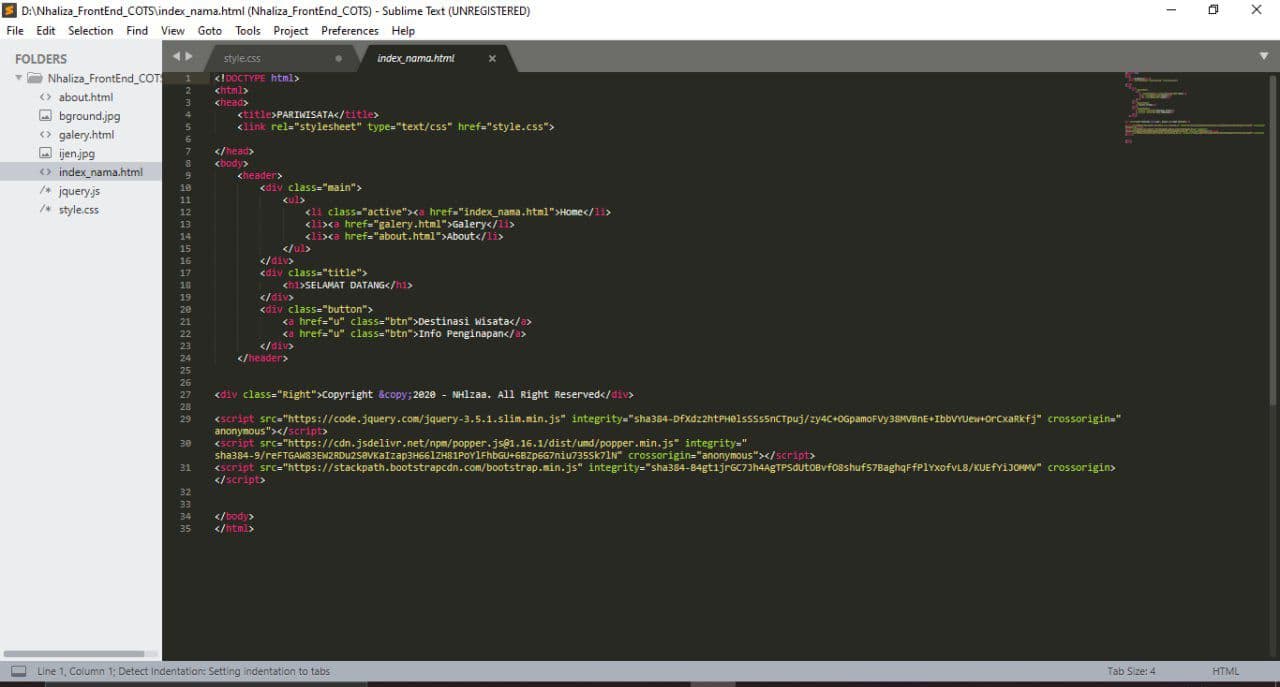 D:\Nhaliza_FrontEnd_COTS\index_nama.html (Nhaliza_FrontEnd_COTS) - Sublime Text (UNREGISTERED)
File Edit Selection Find View Goto Tools Project Preferences Help
FOLDERS
Nhaliza_FrontEnd_COTS
about.html
bground.jpg
galery.html
ijen.jpg
index_nama.html
jquery.js
style.css
style.css index_nama.html
1 <!DOCTYPE html>
2 <html>
3 <head>
4 <title>PARIWISATA</title>
5 <link rel="stylesheet" type="text/css" href="style.css">
6
7 </head>
8 <body>
9 <header>
10 <div class="main">
11 <ul>
12 <li class="active"><a href="index_nama.html">Home</li>
13 <li><a href="galery.html">Galery</li>
14 <li><a href="about.html">About</li>
15 </ul>
16 </div>
17 <div class="title">
18 <h1>SELAMAT DATANG</h1>
19 </div>
20 <div class="button">
21 <a href="u" class="btn">Destinasi Wisata</a>
22 <a href="u" class="btn">Info Penginapan</a>
23 </div>
24 </header>
25
26
27 <div class="Right">Copyright &copy;2020 - NHlzaa. All Right Reserved</div>
28
29 <script src="https://code.jquery.com/jquery-3.5.1.slim.min.js" integrity="sha384-DfXdz2htPH0lsSSs5nCTpuj/zy4C+OGpamoFVy38MVBnE+IbbVYUew+OrCXaRkfj" crossorigin="
anonymous"></script>
30 <script src="https://cdn.jsdelivr.net/npm/popper.js@1.16.1/dist/umd/popper.min.js" integrity="
sha384-9/reFTGAW83EW2RDu2S0VKaIzap3H66lZH81PoYlFhbGU+6BZp6G7niu735Sk7lN" crossorigin="anonymous"></script>
31 <script src="https://stackpath.bootstrapcdn.com/bootstrap.min.js" integrity="sha384-B4gt1jrGC7Jh4AgTPSdUtOBvfO8shuf57BaghqFfPlYxofvL8/KUEfYiJOMMV" crossorigin>
</script>
32
33
34 </body>
35 </html>
Line 1, Column 1; Detect Indentation: Setting indentation to tabs Tab Size: 4 HTML